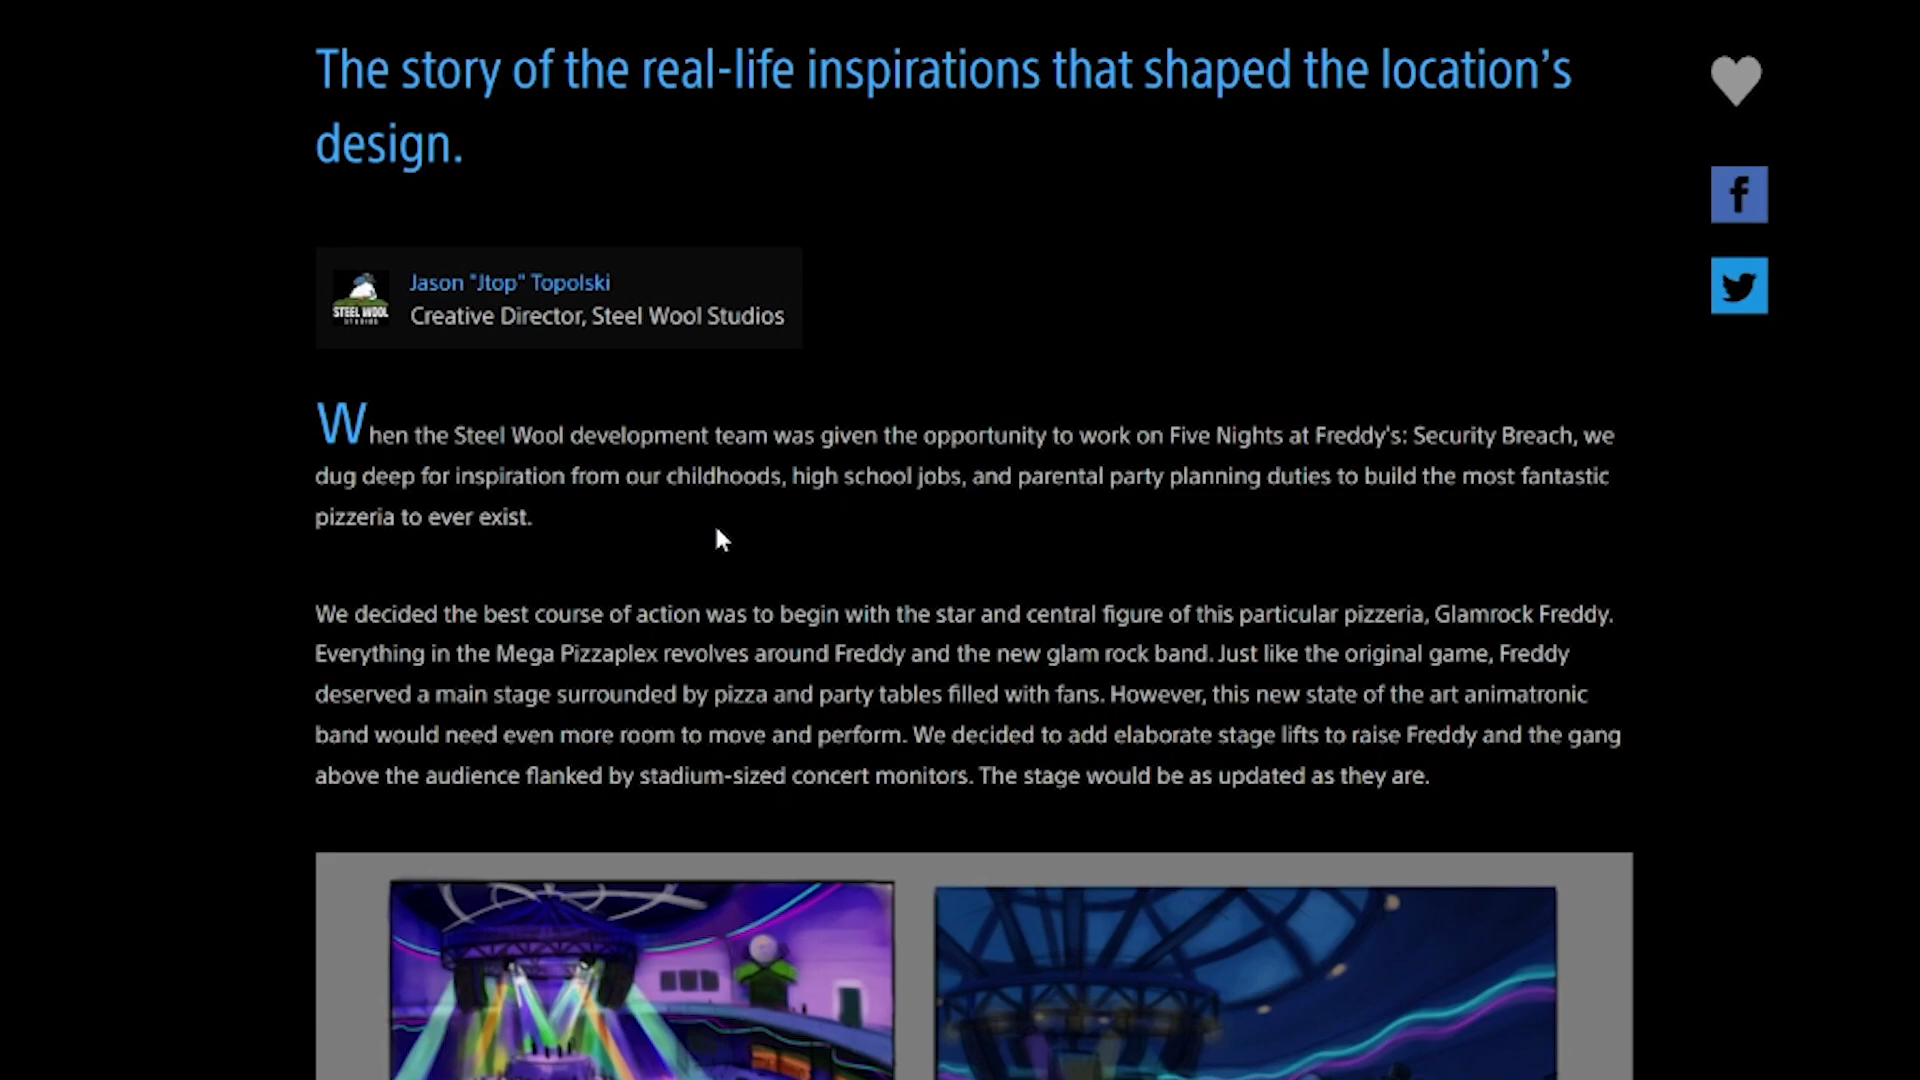 The story of the real-life inspirations that shaped the location’s
design.
Jason "Jtop" Topolski
STEEL WOOL
STUDIOS
Creative Director, Steel Wool Studios
When the Steel Wool development team was given the opportunity to work on Five Nights at Freddy's: Security Breach, we
dug deep for inspiration from our childhoods, high school jobs, and parental party planning duties to build the most fantastic
pizzeria to ever exist.
We decided the best course of action was to begin with the star and central figure of this particular pizzeria, Glamrock Freddy.
Everything in the Mega Pizzaplex revolves around Freddy and the new glam rock band. Just like the original game, Freddy
deserved a main stage surrounded by pizza and party tables filled with fans. However, this new state of the art animatronic
band would need even more room to move and perform. We decided to add elaborate stage lifts to raise Freddy and the gang
above the audience flanked by stadium-sized concert monitors. The stage would be as updated as they are.